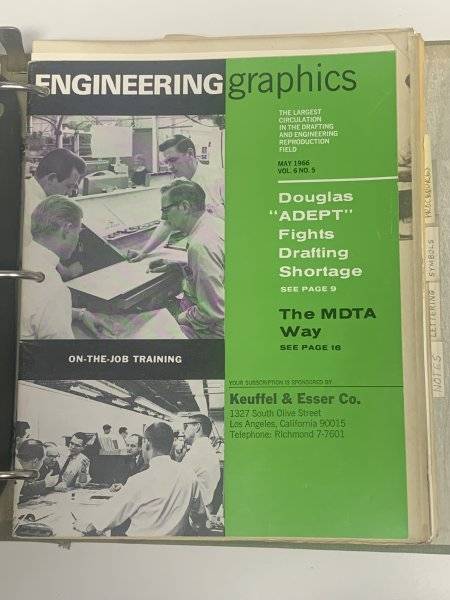 ENGINEERING graphics
THE LARGEST
CIRCULATION
IN THE DRAFTING
AND ENGINEERING
REPRODUCTION
FIELD
MAY 1966
VOL. 6 NO. 5
Douglas
"ADEPT"
Fights
Drafting
Shortage
SEE PAGE 9
The MDTA
Way
SEE PAGE 16
ON-THE-JOB TRAINING
YOUR SUBSCRIPTION IS SPONSORED BY
Keuffel & Esser Co.
1327 South Olive Street
Los Angeles, California 90015
Telephone: Richmond 7-7601
PROCEDURES
SYMBOLS
LETTERING
NOTES